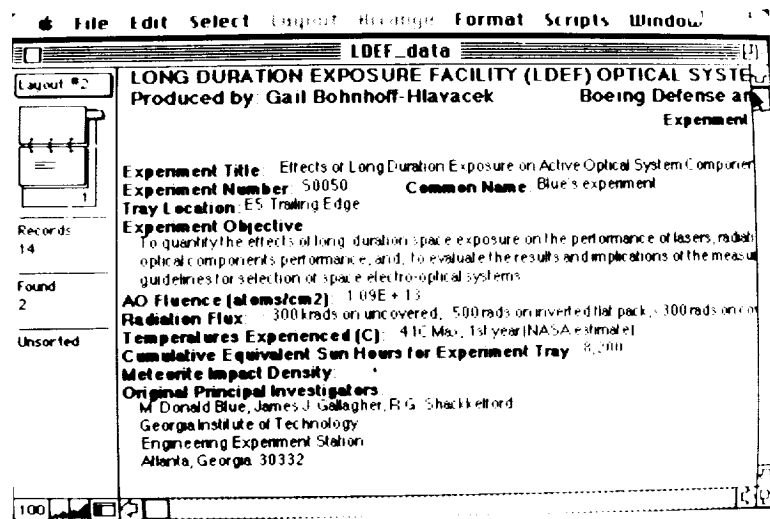 File Edit Select Layout Arrange Format Scripts Window
LDEF_data
Layout #2
LONG DURATION EXPOSURE FACILITY (LDEF) OPTICAL SYSTE
Produced by: Gail Bohnhoff-Hlavacek Boeing Defense an
Experiment
Experiment Title: Effects of Long Duration Exposure on Active Optical System Componen
Experiment Number: S0050 Common Name: Blue's experiment
Tray Location: E5 Trailing Edge
Experiment Objective
To quantify the effects of long duration space exposure on the performance of lasers, radiati
optical components performance, and, to evaluate the results and implications of the measu
guidelines for selection of space electro-optical systems
AO Fluence (atoms/cm2): 1.09E + 13
Radiation Flux: 300 krads on uncovered, 500 rads on inverted flat pack, <300 rads on co
Temperatures Experienced (C): 41C Max, 1st year (NASA estimate)
Cumulative Equivalent Sun Hours for Experiment Tray: 8,200
Meteorite Impact Density:
Original Principal Investigators:
M. Donald Blue, James J. Gallagher, R.G. Shackkelford
Georgia Institute of Technology
Engineering Experiment Station
Atlanta, Georgia 30332
1
Records
14
Found
2
Unsorted
100